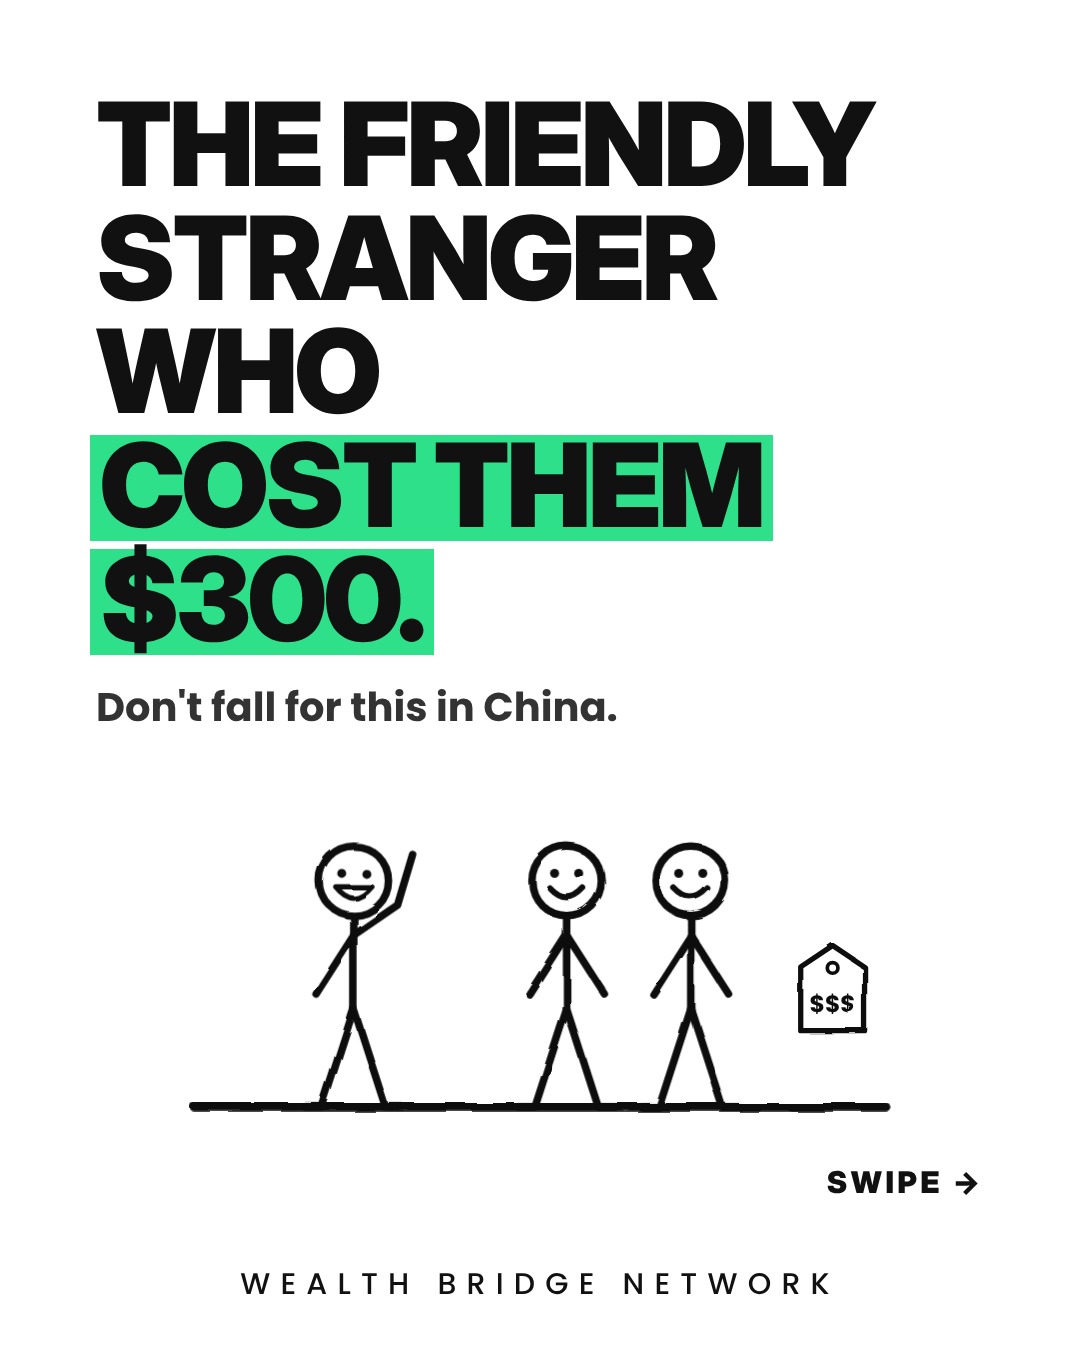 THE FRIENDLY
STRANGER
WHO
COST THEM
$300.
Don't fall for this in China.
$$$
SWIPE →
WEALTH BRIDGE NETWORK